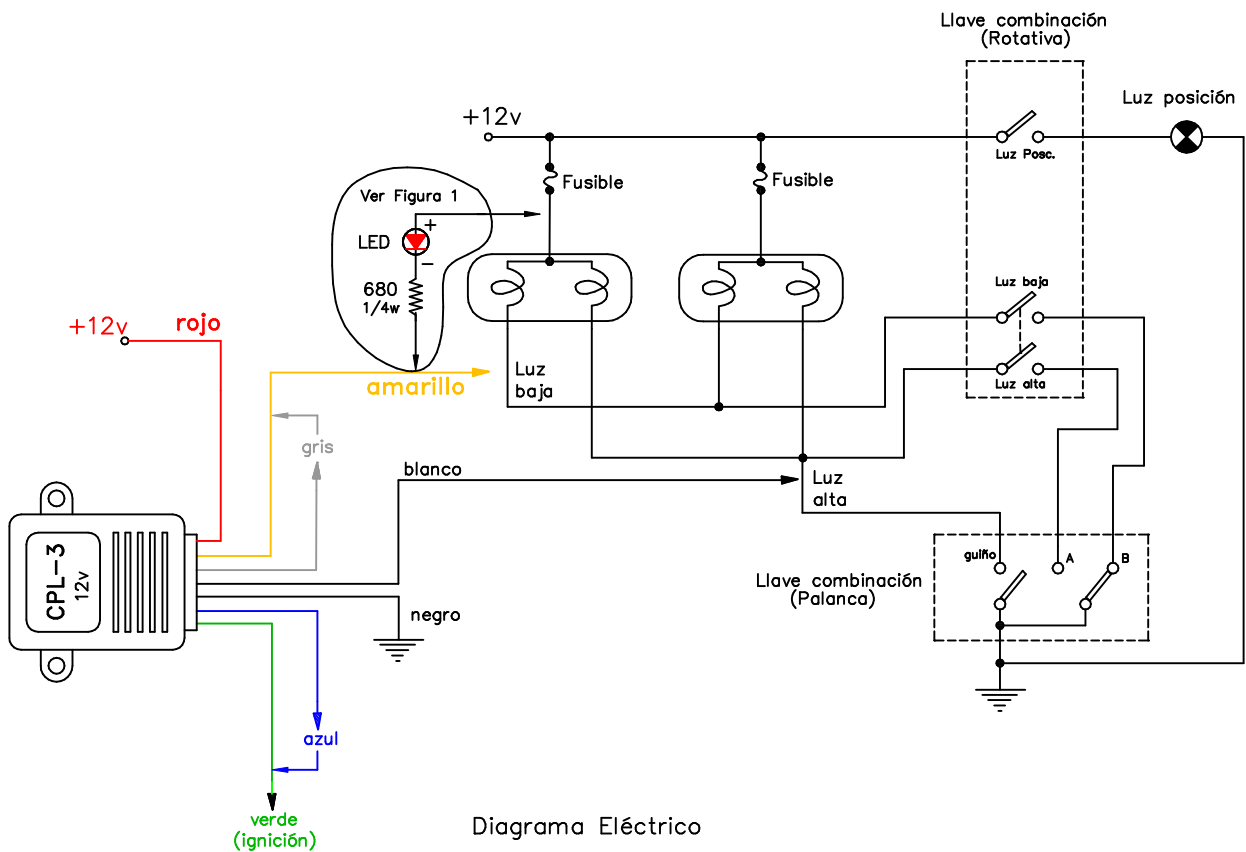 Llave combinación
(Rotativa)
Luz posición
+12v
Luz Posc.
Fusible
Fusible
Ver Figura 1
+
LED
−
680
1/4w
Luz baja
+12v
rojo
Luz
baja
amarillo
Luz alta
gris
blanco
Luz
alta
CPL-3
12v
guiño
A
B
Llave combinación
(Palanca)
negro
azul
verde
(ignición)
Diagrama Eléctrico